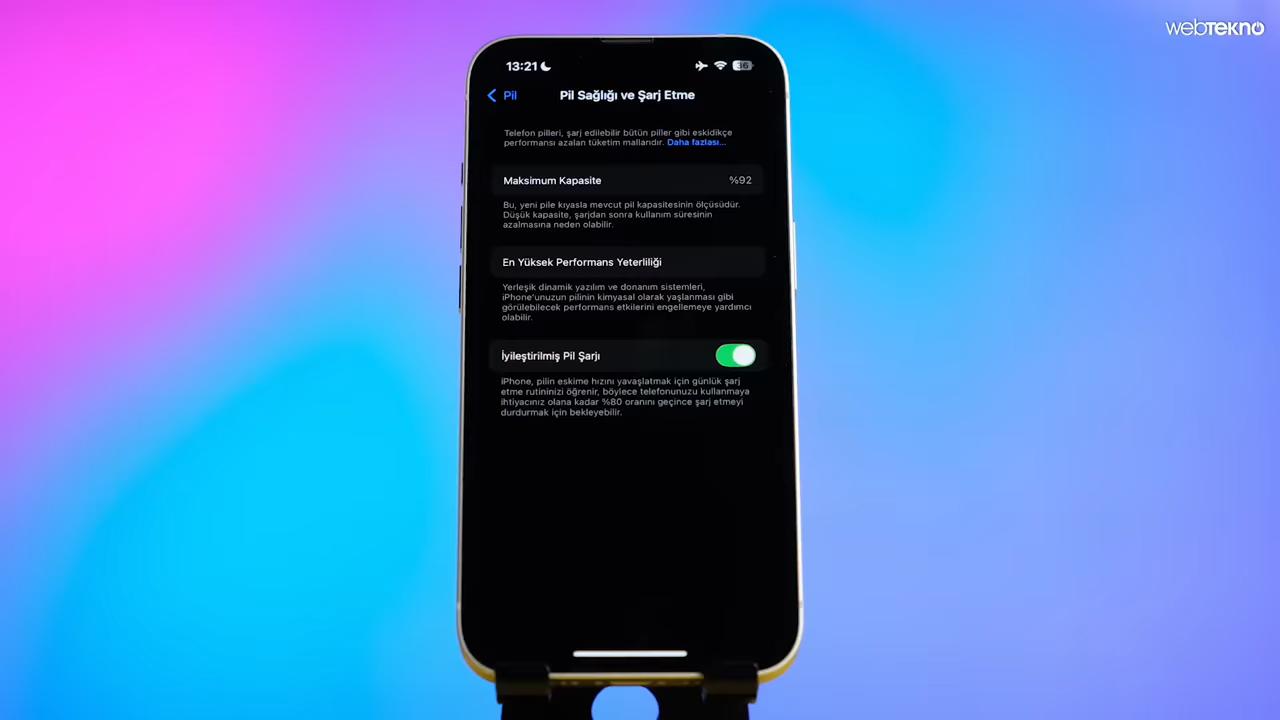 webtekno
13:21
36
Pil
Pil Sağlığı ve Şarj Etme
Telefon pilleri, şarj edilebilir bütün piller gibi eskidikçe
performansı azalan tüketim mallarıdır. Daha fazlası...
Maksimum Kapasite
%92
Bu, yeni pile kıyasla mevcut pil kapasitesinin ölçüsüdür.
Düşük kapasite, şarjdan sonra kullanım süresinin
azalmasına neden olabilir.
En Yüksek Performans Yeterliliği
Yerleşik dinamik yazılım ve donanım sistemleri,
iPhone'unuzun pilinin kimyasal olarak yaşlanması gibi
görülebilecek performans etkilerini engellemeye yardımcı
olabilir.
İyileştirilmiş Pil Şarjı
iPhone, pilin eskime hızını yavaşlatmak için günlük şarj
etme rutininizi öğrenir, böylece telefonunuzu kullanmaya
ihtiyacınız olana kadar %80 oranını geçince şarj etmeyi
durdurmak için bekleyebilir.